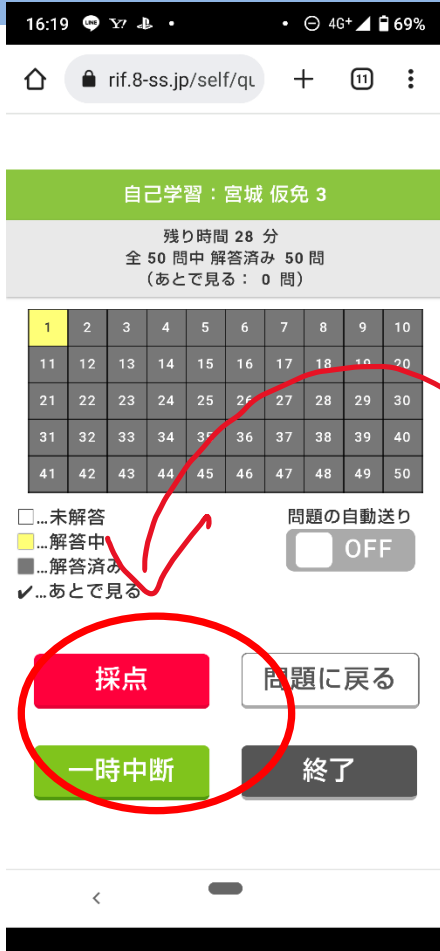 16:19 LINE Y!7 4G+ 69%
rif.8-ss.jp/self/qu 11
自己学習：宮城 仮免 3
残り時間 28 分
全 50 問中 解答済み 50 問
（あとで見る： 0 問）
1 2 3 4 5 6 7 8 9 10
11 12 13 14 15 16 17 18 19 20
21 22 23 24 25 26 27 28 29 30
31 32 33 34 35 36 37 38 39 40
41 42 43 44 45 46 47 48 49 50
□...未解答
...解答中
...解答済み
✔...あとで見る
問題の自動送り
OFF
採点 問題に戻る
一時中断 終了